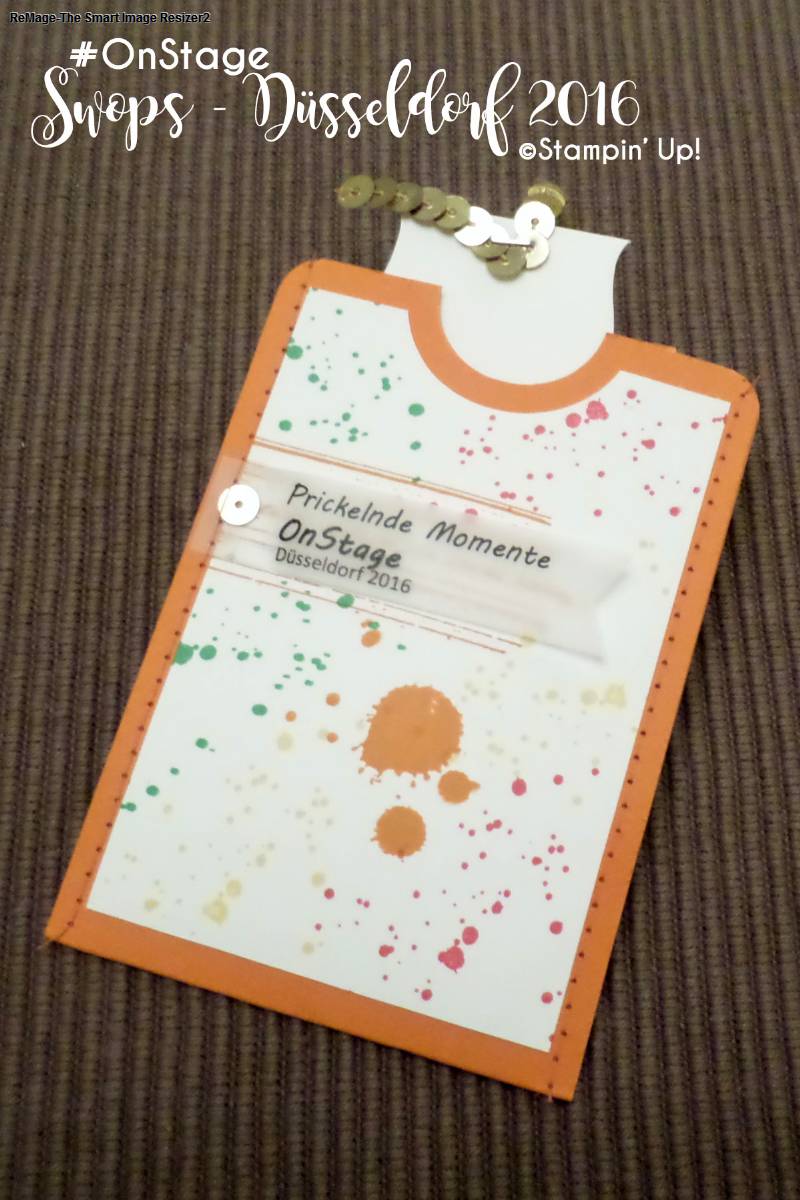 ReMage-The Smart Image Resizer2
#OnStage
Swops - Düsseldorf 2016
©Stampin' Up!
Prickelnde Momente
OnStage
Düsseldorf 2016